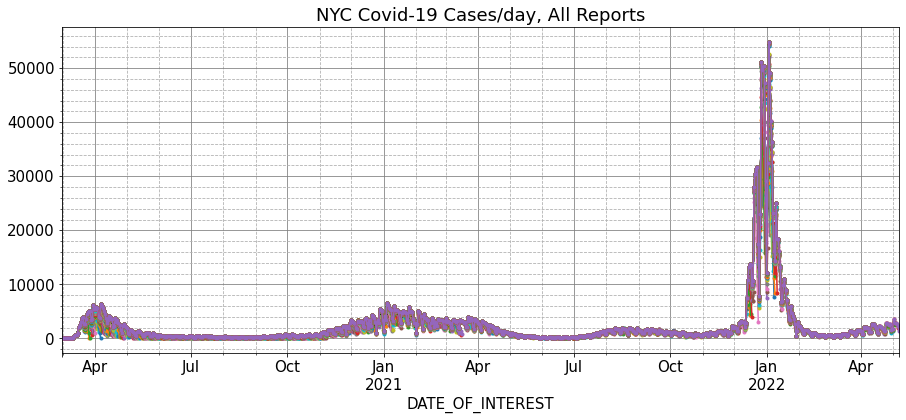 NYC Covid-19 Cases/day, All Reports
50000
40000
30000
20000
10000
0
Apr Jul Oct Jan Apr Jul Oct Jan Apr
2021 2022
DATE_OF_INTEREST